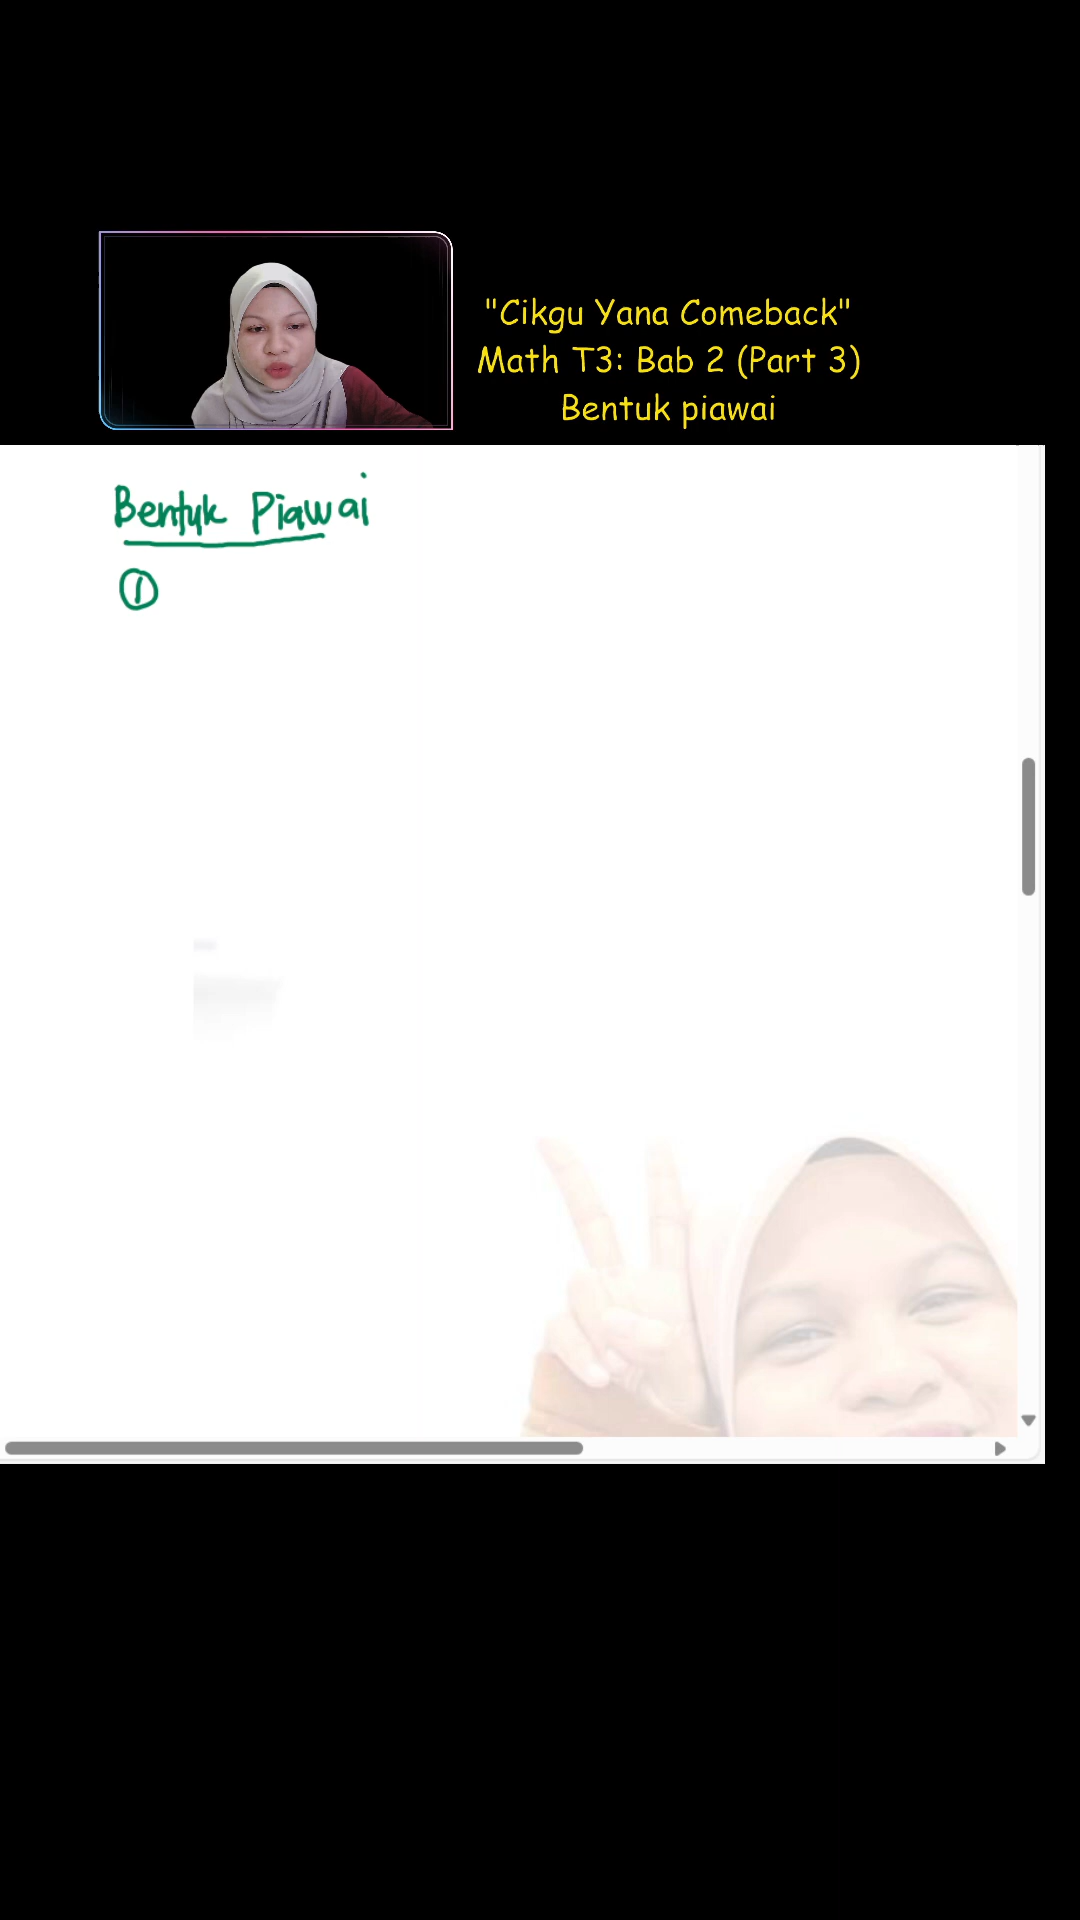 "Cikgu Yana Comeback"
Math T3: Bab 2 (Part 3)
Bentuk piawai
Bentuk Piawai
①